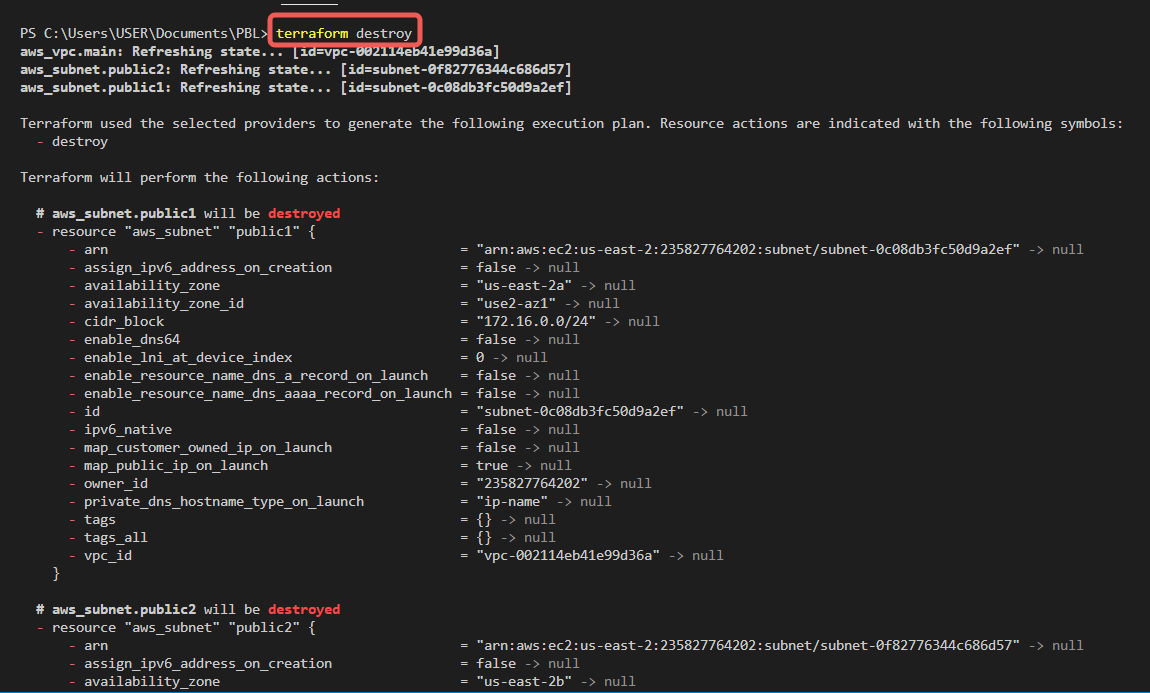 PS C:\Users\USER\Documents\PBL> terraform destroy
aws_vpc.main: Refreshing state... [id=vpc-002114eb41e99d36a]
aws_subnet.public2: Refreshing state... [id=subnet-0f82776344c686d57]
aws_subnet.public1: Refreshing state... [id=subnet-0c08db3fc50d9a2ef]
Terraform used the selected providers to generate the following execution plan. Resource actions are indicated with the following symbols:
- destroy
Terraform will perform the following actions:
# aws_subnet.public1 will be destroyed
- resource "aws_subnet" "public1" {
- arn = "arn:aws:ec2:us-east-2:235827764202:subnet/subnet-0c08db3fc50d9a2ef" -> null
- assign_ipv6_address_on_creation = false -> null
- availability_zone = "us-east-2a" -> null
- availability_zone_id = "use2-az1" -> null
- cidr_block = "172.16.0.0/24" -> null
- enable_dns64 = false -> null
- enable_lni_at_device_index = 0 -> null
- enable_resource_name_dns_a_record_on_launch = false -> null
- enable_resource_name_dns_aaaa_record_on_launch = false -> null
- id = "subnet-0c08db3fc50d9a2ef" -> null
- ipv6_native = false -> null
- map_customer_owned_ip_on_launch = false -> null
- map_public_ip_on_launch = true -> null
- owner_id = "235827764202" -> null
- private_dns_hostname_type_on_launch = "ip-name" -> null
- tags = {} -> null
- tags_all = {} -> null
- vpc_id = "vpc-002114eb41e99d36a" -> null
}
# aws_subnet.public2 will be destroyed
- resource "aws_subnet" "public2" {
- arn = "arn:aws:ec2:us-east-2:235827764202:subnet/subnet-0f82776344c686d57" -> null
- assign_ipv6_address_on_creation = false -> null
- availability_zone = "us-east-2b" -> null